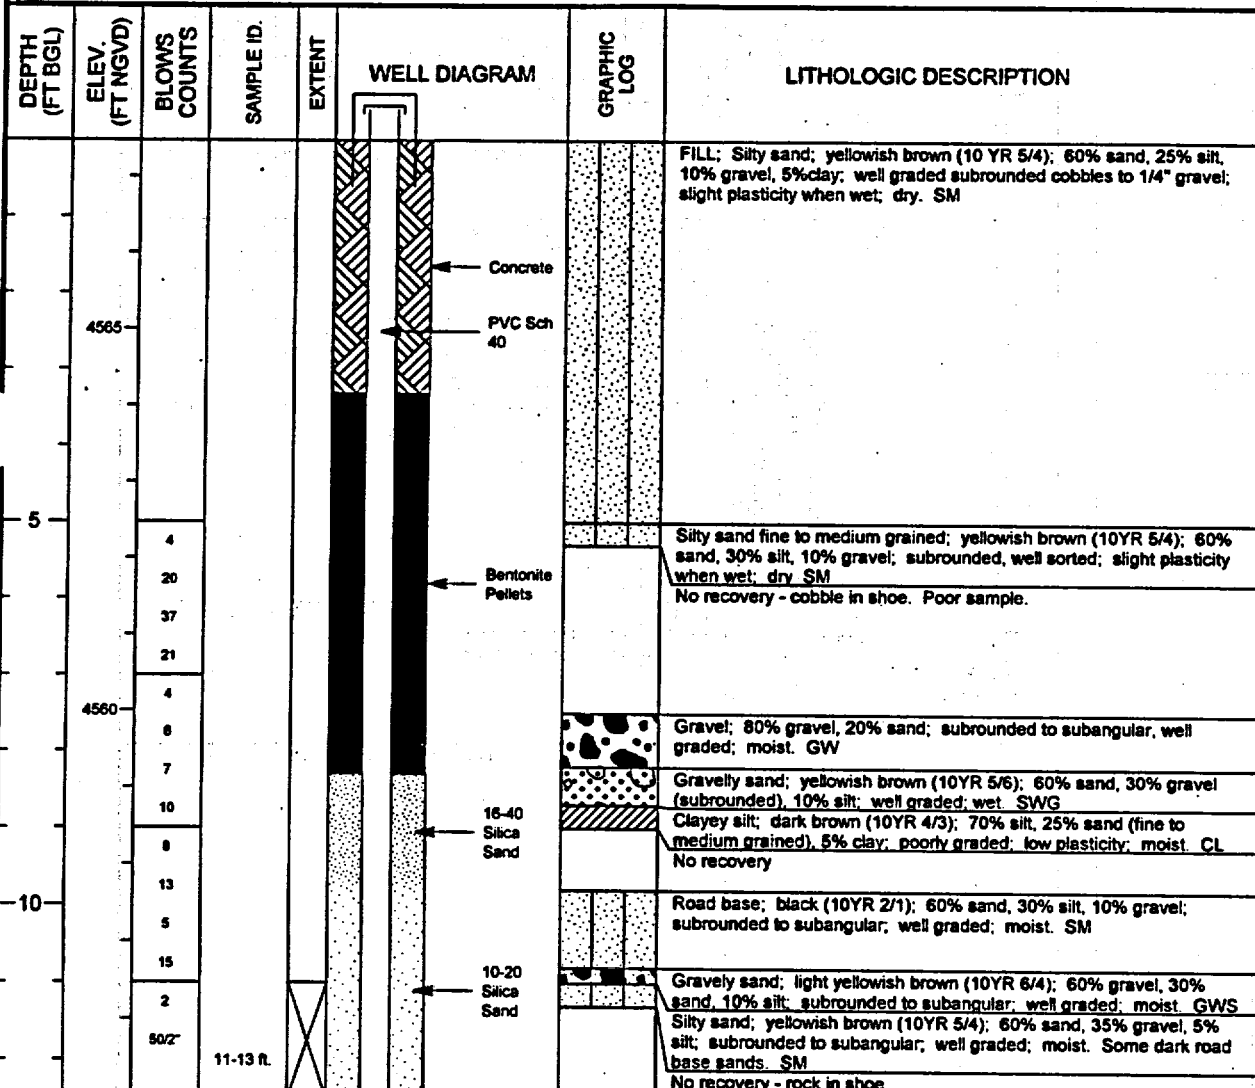 DEPTH
(FT BGL)
ELEV.
(FT NGVD)
BLOWS
COUNTS
SAMPLE ID.
EXTENT
WELL DIAGRAM
GRAPHIC
LOG
LITHOLOGIC DESCRIPTION
FILL; Silty sand; yellowish brown (10 YR 5/4); 60% sand, 25% silt,
10% gravel, 5%clay; well graded subrounded cobbles to 1/4" gravel;
slight plasticity when wet; dry. SM
Concrete
4565
PVC Sch
40
5
4
Silty sand fine to medium grained; yellowish brown (10YR 5/4); 60%
sand, 30% silt, 10% gravel; subrounded, well sorted; slight plasticity
when wet; dry SM
20
Bentonite
Pellets
No recovery - cobble in shoe. Poor sample.
37
21
4
4560
6
Gravel; 80% gravel, 20% sand; subrounded to subangular, well
graded; moist. GW
7
Gravelly sand; yellowish brown (10YR 5/6); 60% sand, 30% gravel
(subrounded), 10% silt; well graded; wet. SWG
10
16-40
Silica
Sand
Clayey silt; dark brown (10YR 4/3); 70% silt, 25% sand (fine to
medium grained), 5% clay; poorly graded; low plasticity; moist. CL
8
No recovery
13
10
Road base; black (10YR 2/1); 60% sand, 30% silt, 10% gravel;
subrounded to subangular; well graded; moist. SM
5
15
10-20
Silica
Sand
Gravely sand; light yellowish brown (10YR 6/4); 60% gravel, 30%
sand, 10% silt; subrounded to subangular; well graded; moist. GWS
2
Silty sand; yellowish brown (10YR 5/4); 60% sand, 35% gravel, 5%
silt; subrounded to subangular; well graded; moist. Some dark road
base sands. SM
50/2"
11-13 ft.
No recovery - rock in shoe